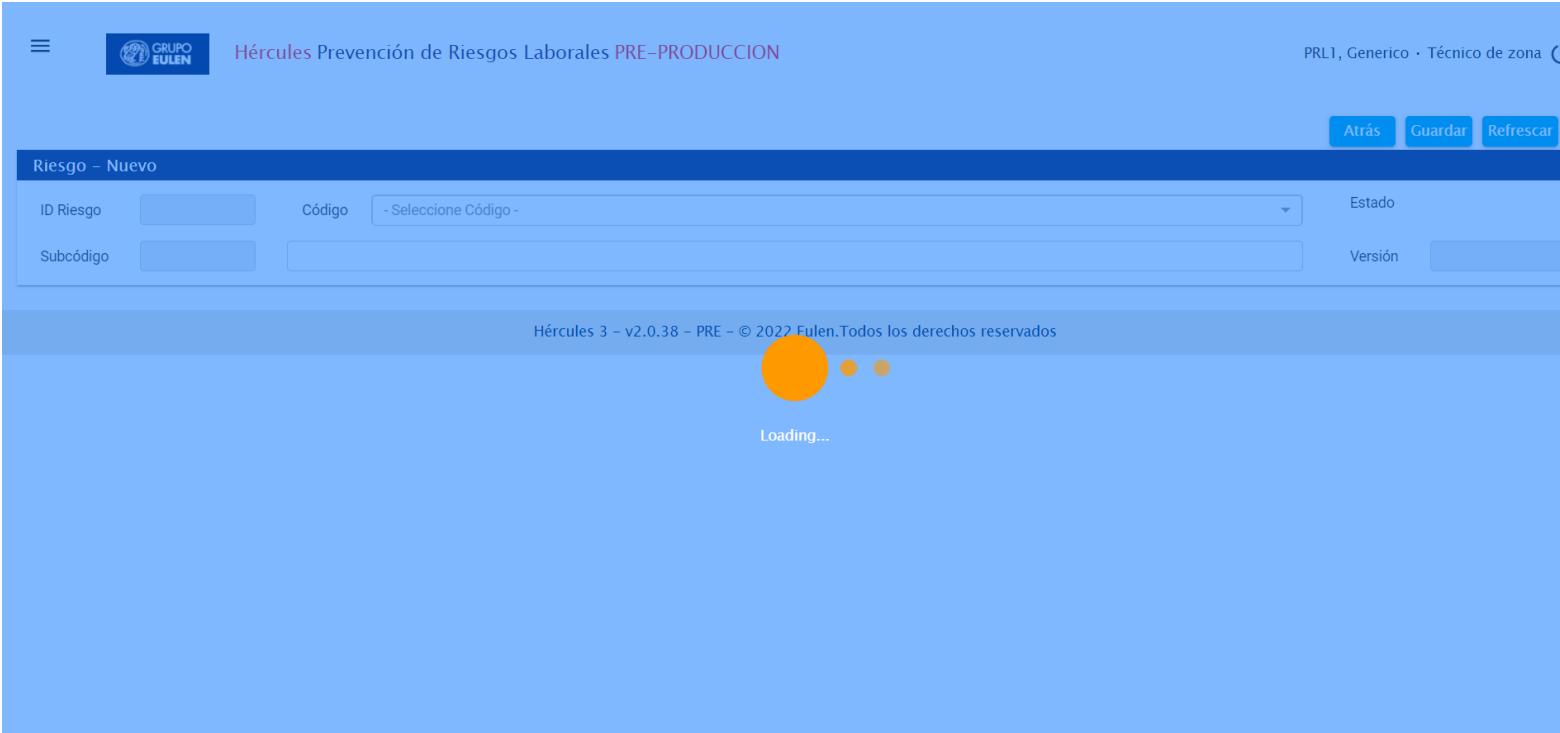 GRUPO
EULEN
Hércules Prevención de Riesgos Laborales PRE-PRODUCCION
PRL1, Generico · Técnico de zona
Atrás Guardar Refrescar
Riesgo - Nuevo
ID Riesgo Código - Seleccione Código - Estado
Subcódigo Versión
Hércules 3 - v2.0.38 - PRE - © 2022 Eulen.Todos los derechos reservados
Loading...